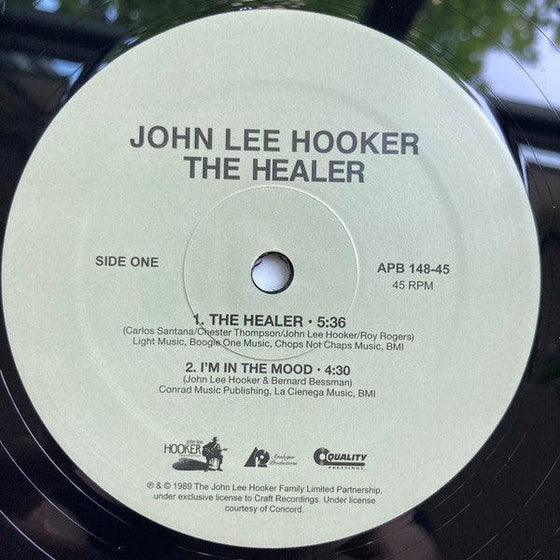 JOHN LEE HOOKER
THE HEALER
SIDE ONE
APB 148-45
45 RPM
1. THE HEALER · 5:36
(Carlos Santana/Chester Thompson/John Lee Hooker/Roy Rogers)
Light Music, Boogie One Music, Chops Not Chaps Music, BMI
2. I'M IN THE MOOD · 4:30
(John Lee Hooker & Bernard Bessman)
Conrad Music Publishing, La Cienega Music, BMI
john lee
HOOKER
Analogue
Productions
QUALITY
PRESSINGS
℗ & © 1989 The John Lee Hooker Family Limited Partnership,
under exclusive license to Craft Recordings. Under license
courtesy of Concord.